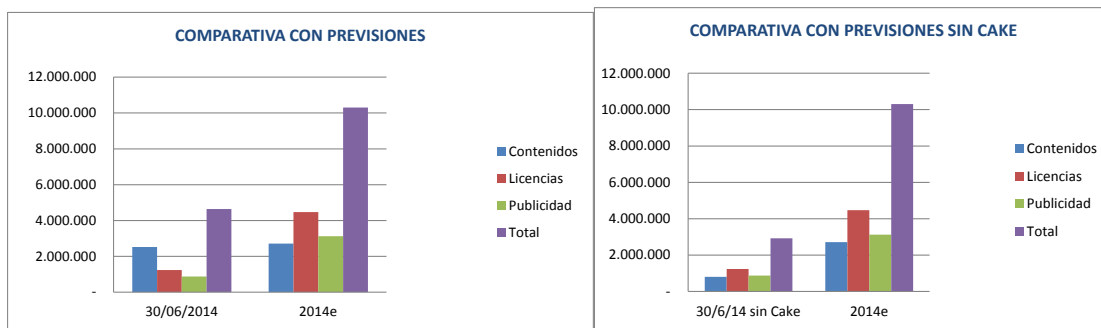 COMPARATIVA CON PREVISIONES
12.000.000
10.000.000
8.000.000
6.000.000
4.000.000
2.000.000
-
30/06/2014
2014e
Contenidos
Licencias
Publicidad
Total
COMPARATIVA CON PREVISIONES SIN CAKE
12.000.000
10.000.000
8.000.000
6.000.000
4.000.000
2.000.000
-
30/6/14 sin Cake
2014e
Contenidos
Licencias
Publicidad
Total